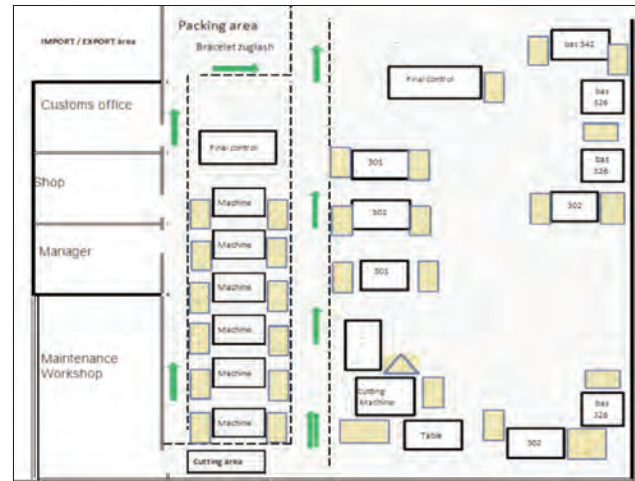 IMPORT / EXPORT area
Packing area
Bracelet zuglash
bas 342
Customs office
Final control
bas
326
Final control
bas
326
301
Shop
Machine
302
302
Machine
Manager
Machine
301
Machine
Maintenance
Workshop
Machine
Cutting
Machine
bas
326
Machine
Table
302
Cutting area